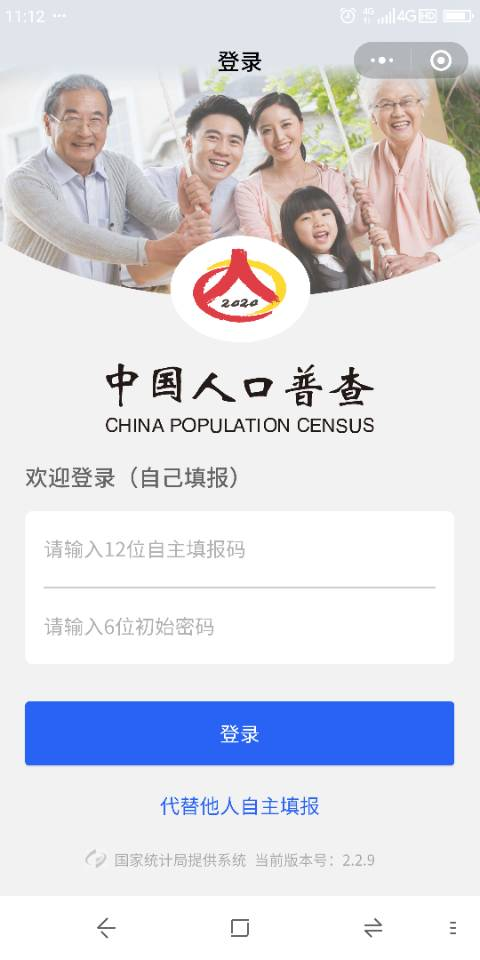 11:12 ···
4G 4G HD
登录
2020
中国人口普查
CHINA POPULATION CENSUS
欢迎登录（自己填报）
请输入12位自主填报码
请输入6位初始密码
登录
代替他人自主填报
国家统计局提供系统 当前版本号：2.2.9